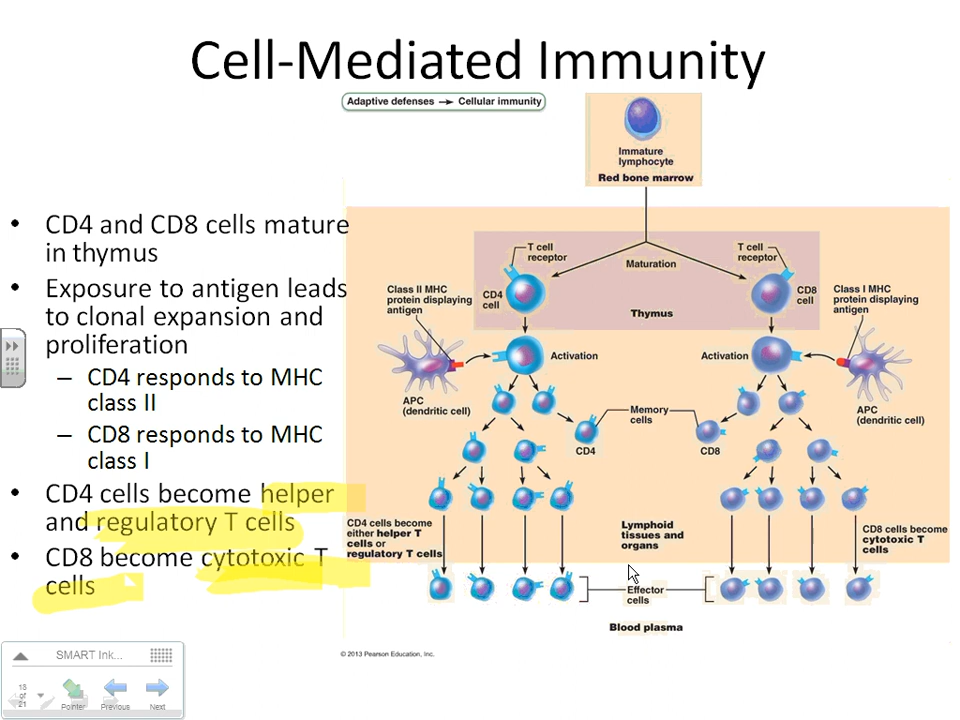 Cell-Mediated Immunity
Adaptive defenses → Cellular immunity
Immature
lymphocyte
Red bone marrow
• CD4 and CD8 cells mature
in thymus
• Exposure to antigen leads
to clonal expansion and
proliferation
– CD4 responds to MHC
class II
– CD8 responds to MHC
class I
• CD4 cells become helper
and regulatory T cells
• CD8 become cytotoxic T
cells
T cell
receptor
Maturation
T cell
receptor
Class II MHC
protein displaying
antigen
CD4
cell
Thymus
CD8
cell
Class I MHC
protein displaying
antigen
Activation
Activation
APC
(dendritic cell)
APC
(dendritic cell)
Memory
cells
CD4
CD8
CD4 cells become
either helper T
cells or
regulatory T cells
Lymphoid
tissues and
organs
CD8 cells become
cytotoxic T
cells
Effector
cells
Blood plasma
© 2013 Pearson Education, Inc.
SMART Ink...
18
of
21
Pointer
Previous
Next